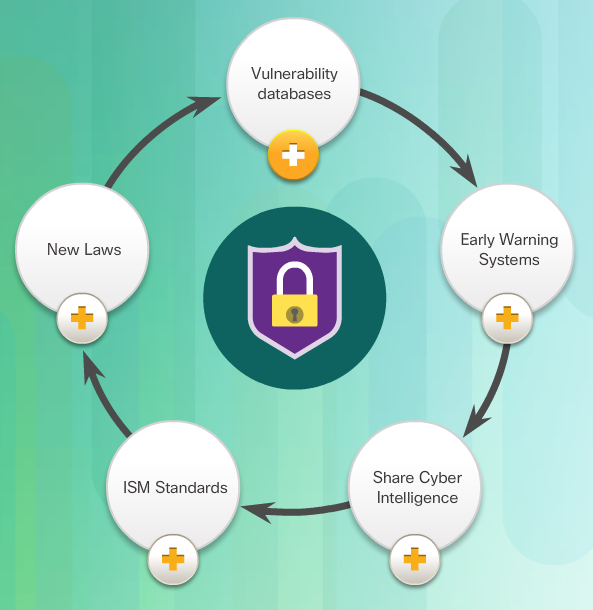 Vulnerability
databases
Early Warning
Systems
Share Cyber
Intelligence
ISM Standards
New Laws